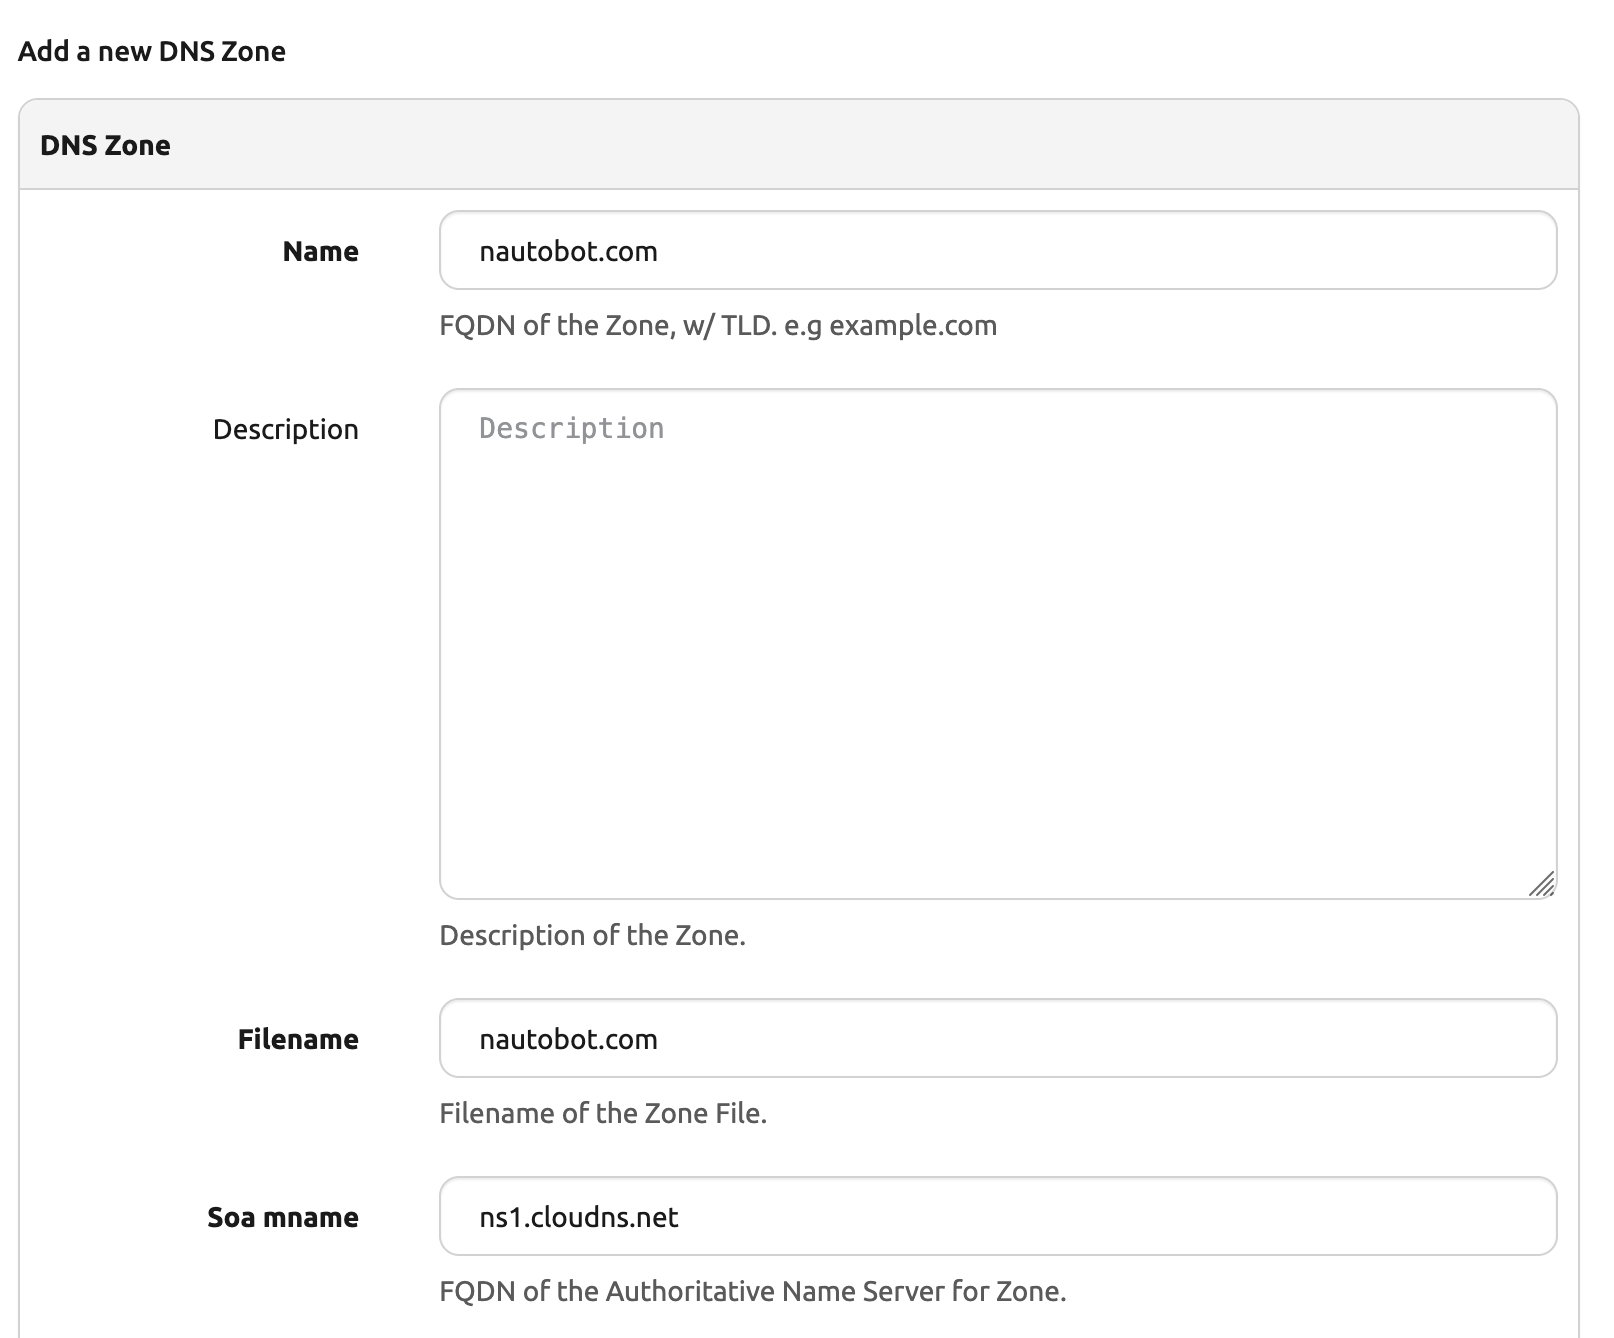 Add a new DNS Zone
DNS Zone
Name
nautobot.com
FQDN of the Zone, w/ TLD. e.g example.com
Description
Description
Description of the Zone.
Filename
nautobot.com
Filename of the Zone File.
Soa mname
ns1.cloudns.net
FQDN of the Authoritative Name Server for Zone.